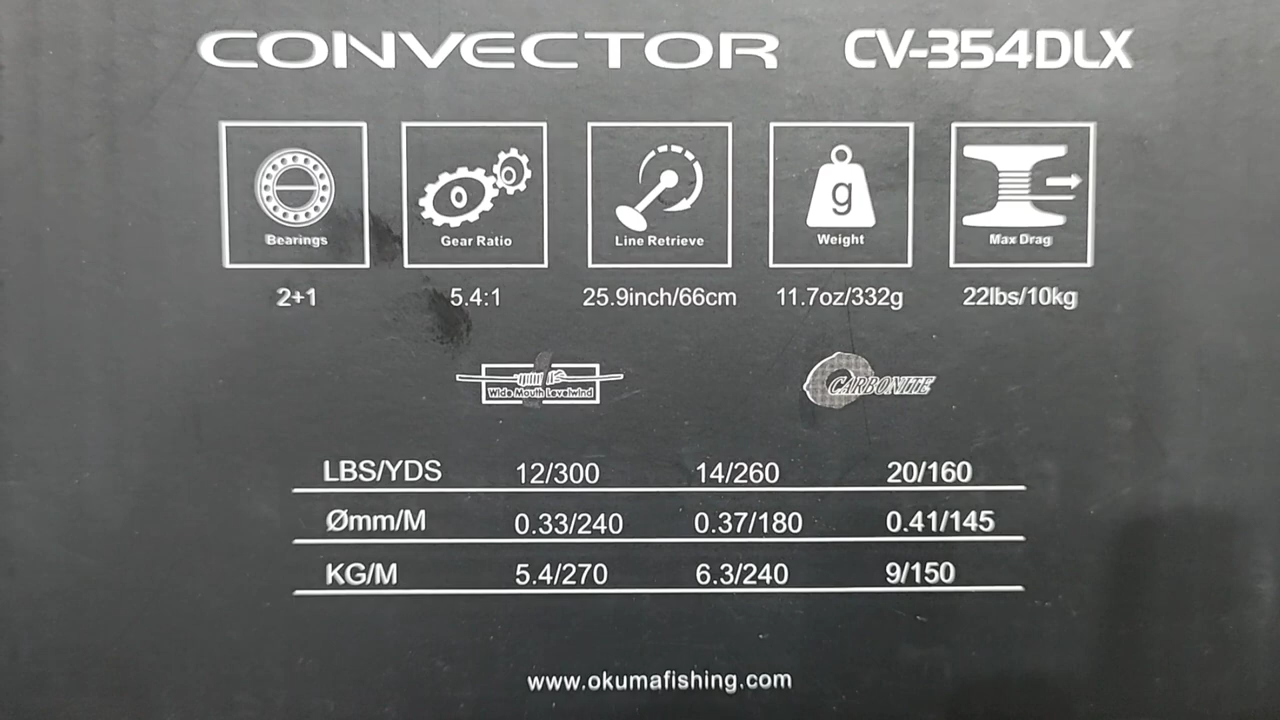 CONVECTOR CV-354DLX
Bearings Gear Ratio Line Retrieve g Weight Max Drag
2+1 5.4:1 25.9inch/66cm 11.7oz/332g 22lbs/10kg
Wide Mouth Levelwind CARBONITE
LBS/YDS 12/300 14/260 20/160
Ømm/M 0.33/240 0.37/180 0.41/145
KG/M 5.4/270 6.3/240 9/150
www.okumafishing.com